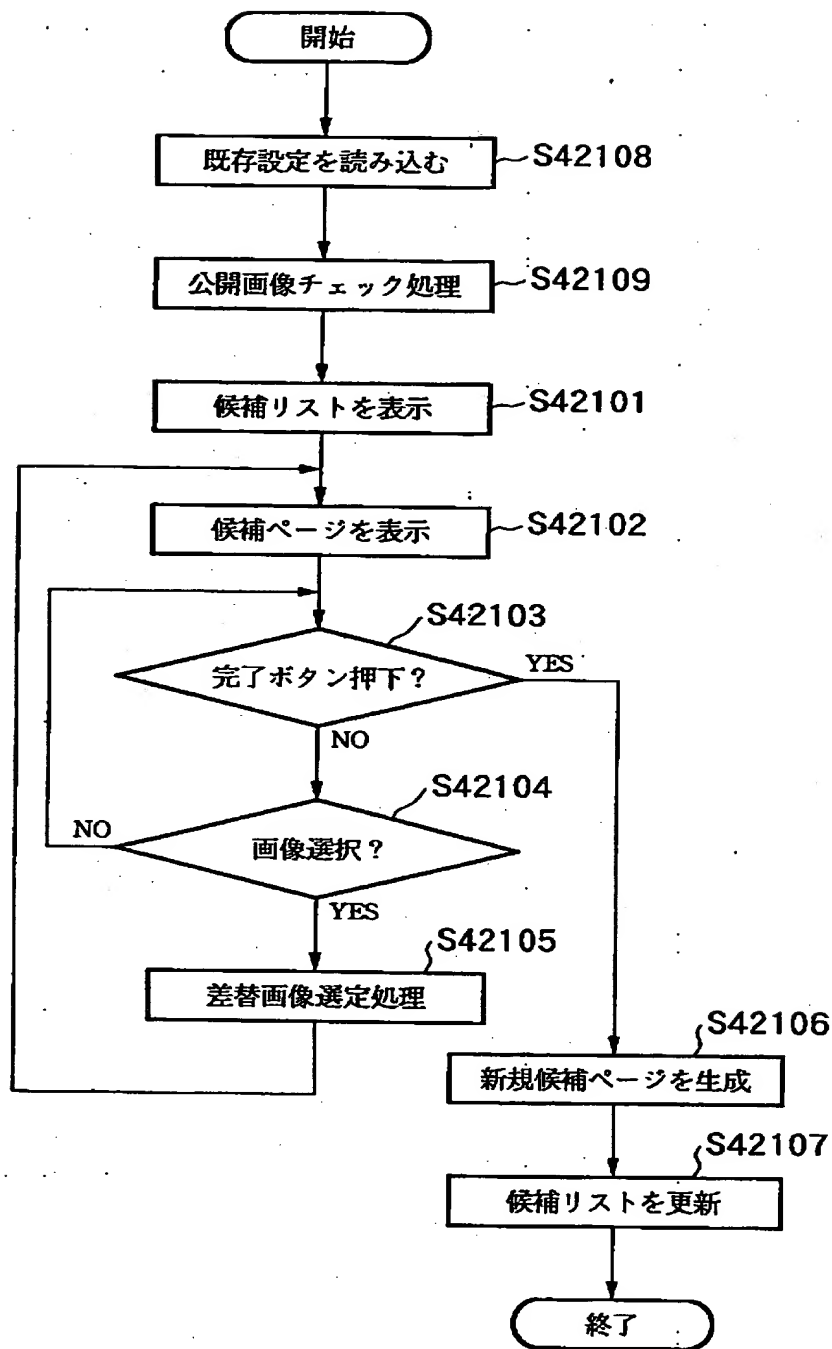 開始
既存設定を読み込む
S42108
公開画像チェック処理
S42109
候補リストを表示
S42101
候補ページを表示
S42102
S42103
完了ボタン押下？
YES
NO
S42104
画像選択？
NO
YES
S42105
差替画像選定処理
S42106
新規候補ページを生成
S42107
候補リストを更新
終了